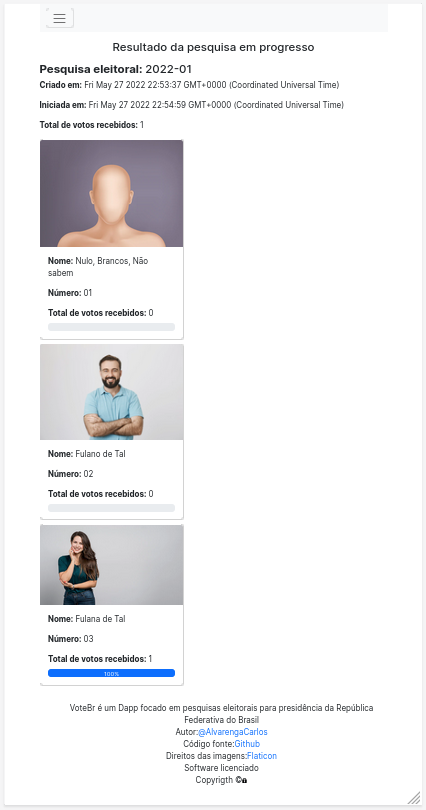 Resultado da pesquisa em progresso
Pesquisa eleitoral: 2022-01
Criado em: Fri May 27 2022 22:53:37 GMT+0000 (Coordinated Universal Time)
Iniciada em: Fri May 27 2022 22:54:59 GMT+0000 (Coordinated Universal Time)
Total de votos recebidos: 1
Nome: Nulo, Brancos, Não
sabem
Número: 01
Total de votos recebidos: 0
Nome: Fulano de Tal
Número: 02
Total de votos recebidos: 0
Nome: Fulana de Tal
Número: 03
Total de votos recebidos: 1
100%
VoteBr é um Dapp focado em pesquisas eleitorais para presidência da República
Federativa do Brasil
Autor:@AlvarengaCarlos
Código fonte:Github
Direitos das imagens:Flaticon
Software licenciado
Copyrigth ©